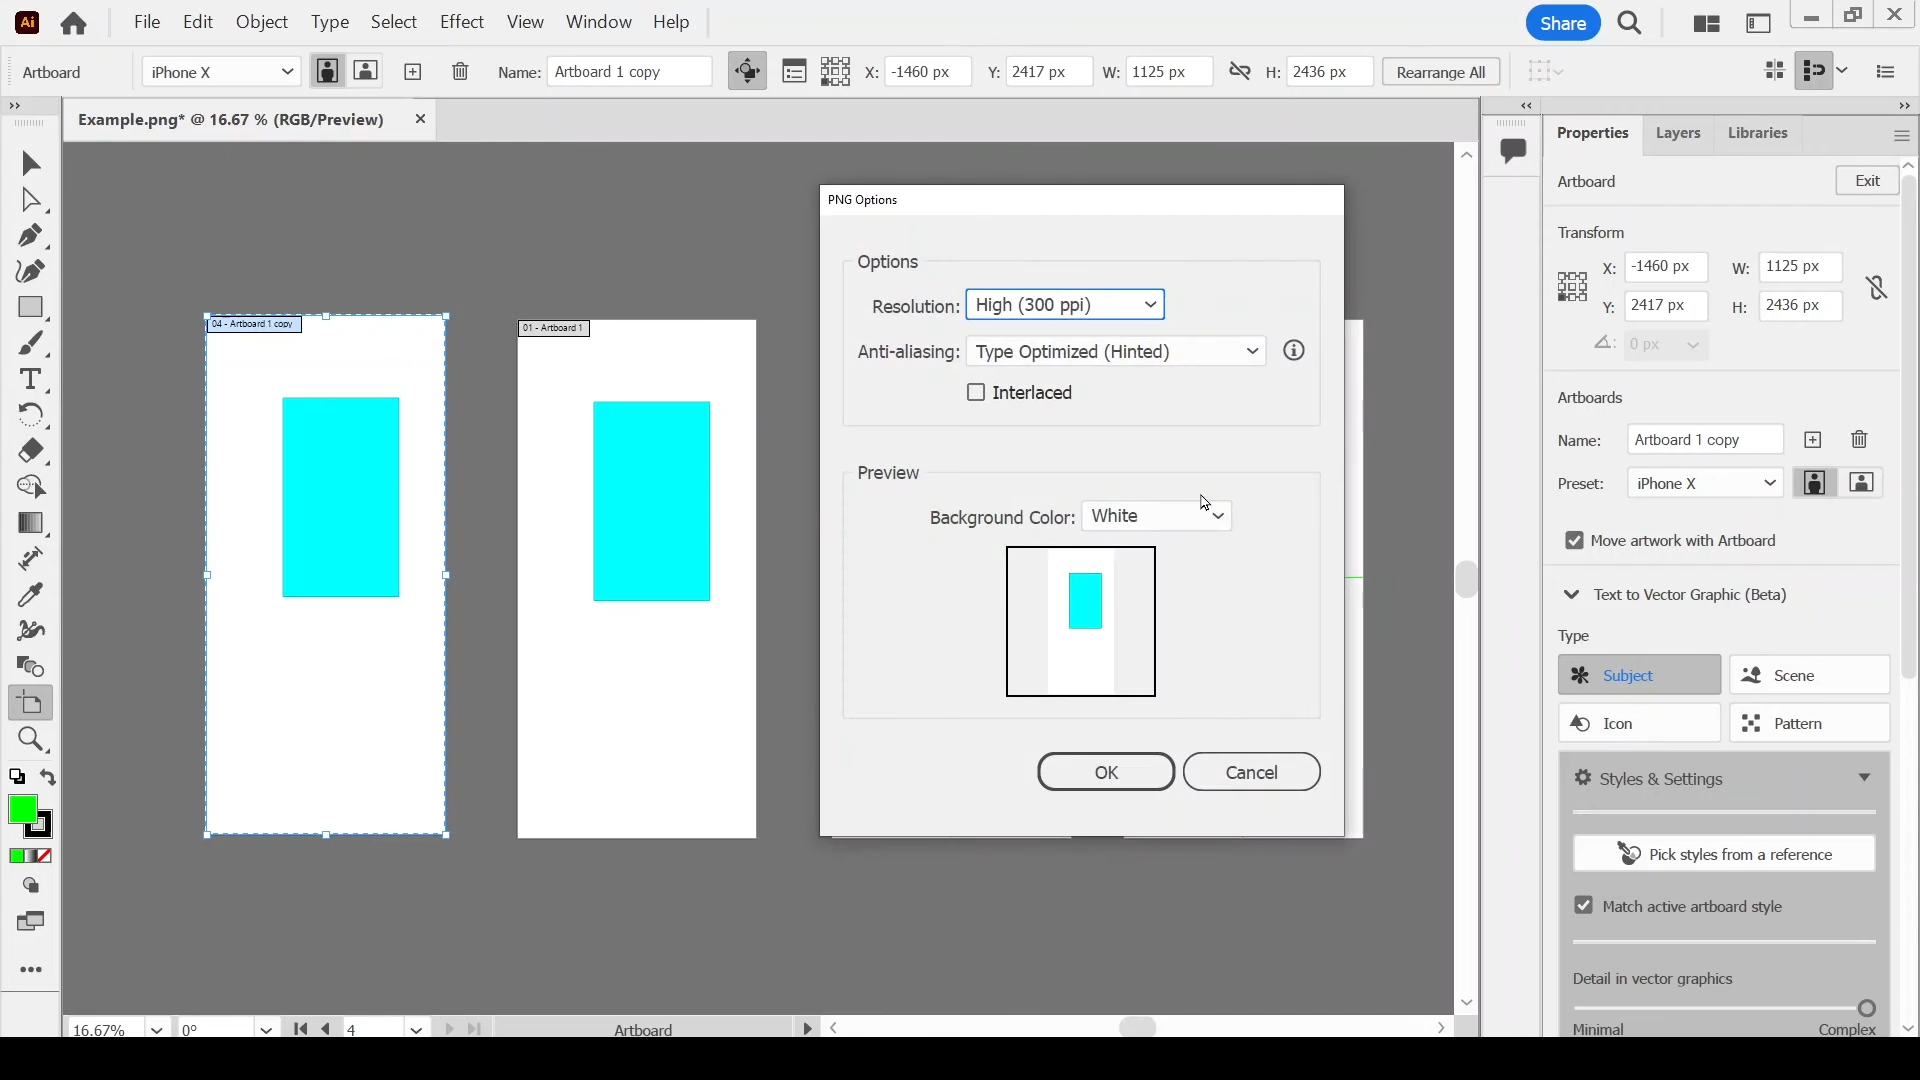 Ai File Edit Object Type Select Effect View Window Help Share
Artboard iPhone X Name: Artboard 1 copy X: -1460 px Y: 2417 px W: 1125 px H: 2436 px Rearrange All
Example.png* @ 16.67 % (RGB/Preview)
04 - Artboard 1 copy
01 - Artboard 1
PNG Options
Options
Resolution: High (300 ppi)
Anti-aliasing: Type Optimized (Hinted)
Interlaced
Preview
Background Color: White
OK Cancel
16.67% 0° 4 Artboard
Properties Layers Libraries
Artboard Exit
Transform
X: -1460 px W: 1125 px
Y: 2417 px H: 2436 px
0 px
Artboards
Name: Artboard 1 copy
Preset: iPhone X
Move artwork with Artboard
Text to Vector Graphic (Beta)
Type
Subject Scene
Icon Pattern
Styles & Settings
Pick styles from a reference
Match active artboard style
Detail in vector graphics
Minimal Complex